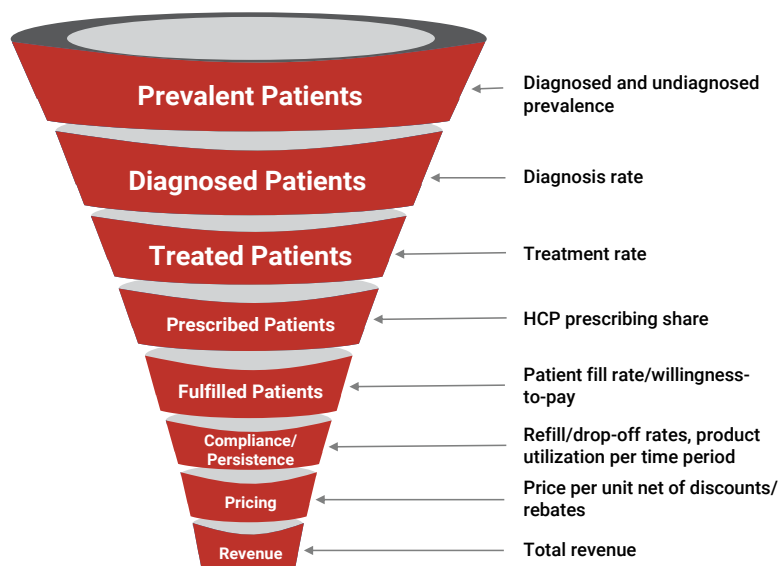 Prevalent Patients
Diagnosed and undiagnosed
prevalence
Diagnosed Patients
Diagnosis rate
Treated Patients
Treatment rate
Prescribed Patients
HCP prescribing share
Fulfilled Patients
Patient fill rate/willingness-
to-pay
Compliance/
Persistence
Refill/drop-off rates, product
utilization per time period
Pricing
Price per unit net of discounts/
rebates
Revenue
Total revenue